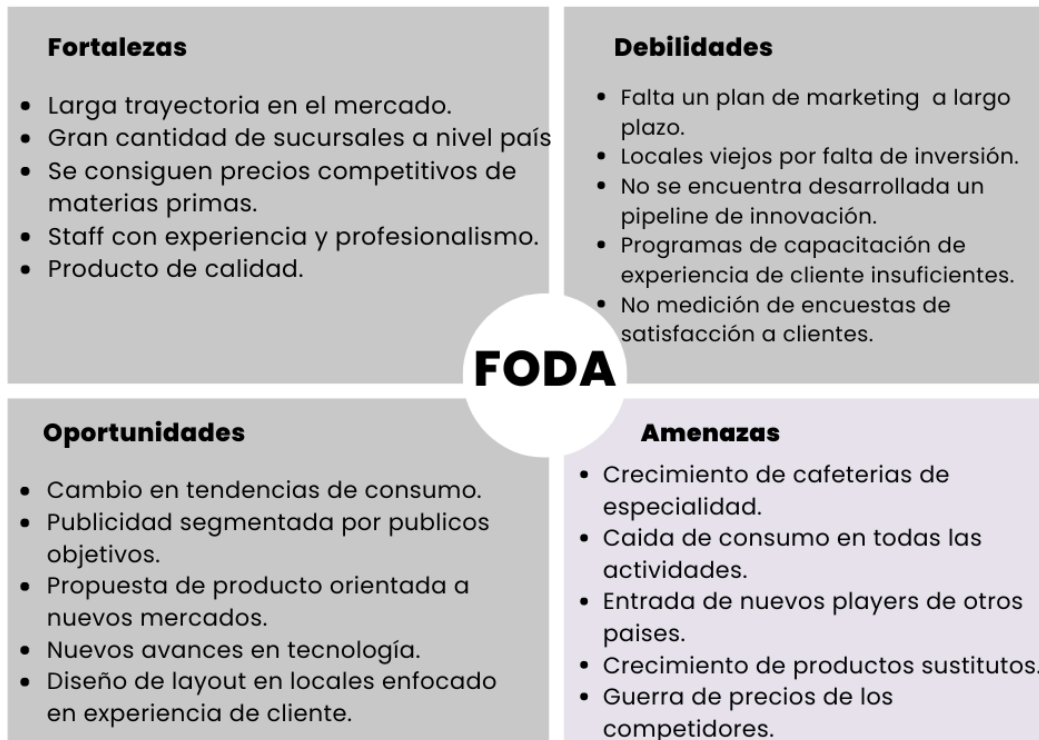 Fortalezas
• Larga trayectoria en el mercado.
• Gran cantidad de sucursales a nivel país
• Se consiguen precios competitivos de
materias primas.
• Staff con experiencia y profesionalismo.
• Producto de calidad.
Debilidades
• Falta un plan de marketing a largo
plazo.
• Locales viejos por falta de inversión.
• No se encuentra desarrollada un
pipeline de innovación.
• Programas de capacitación de
experiencia de cliente insuficientes.
• No medición de encuestas de
satisfacción a clientes.
FODA
Oportunidades
• Cambio en tendencias de consumo.
• Publicidad segmentada por publicos
objetivos.
• Propuesta de producto orientada a
nuevos mercados.
• Nuevos avances en tecnología.
• Diseño de layout en locales enfocado
en experiencia de cliente.
Amenazas
• Crecimiento de cafeterias de
especialidad.
• Caida de consumo en todas las
actividades.
• Entrada de nuevos players de otros
paises.
• Crecimiento de productos sustitutos.
• Guerra de precios de los
competidores.